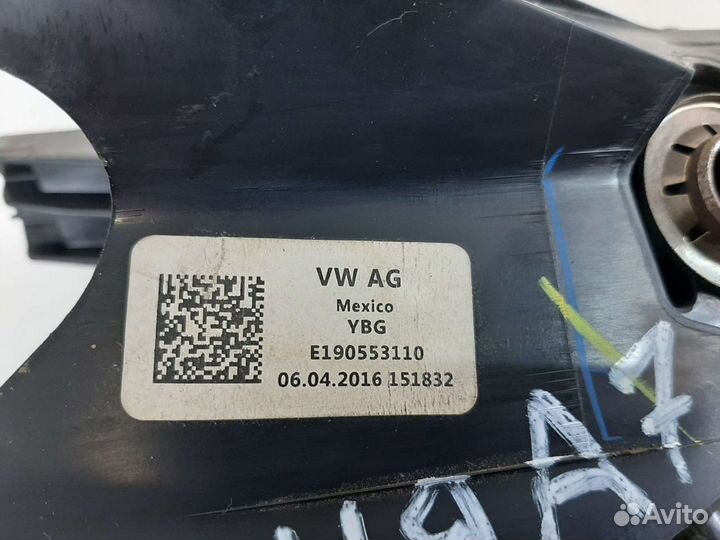 VW AG
Mexico
YBG
E190553110
06.04.2016 151832
Avito